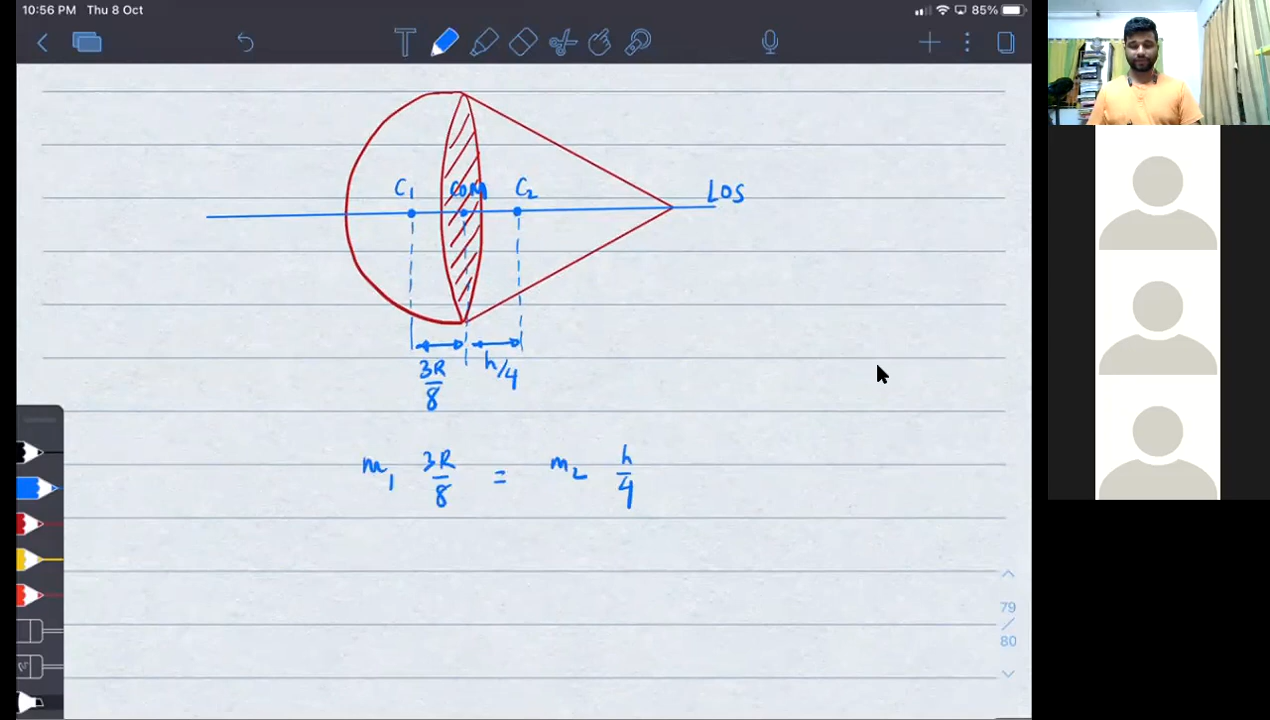 10:56 PM Thu 8 Oct
85%
T
C₁ COM C₂ LOS
3R/8 h/4
m₁ 3R/8 = m₂ h/4
79
/
80